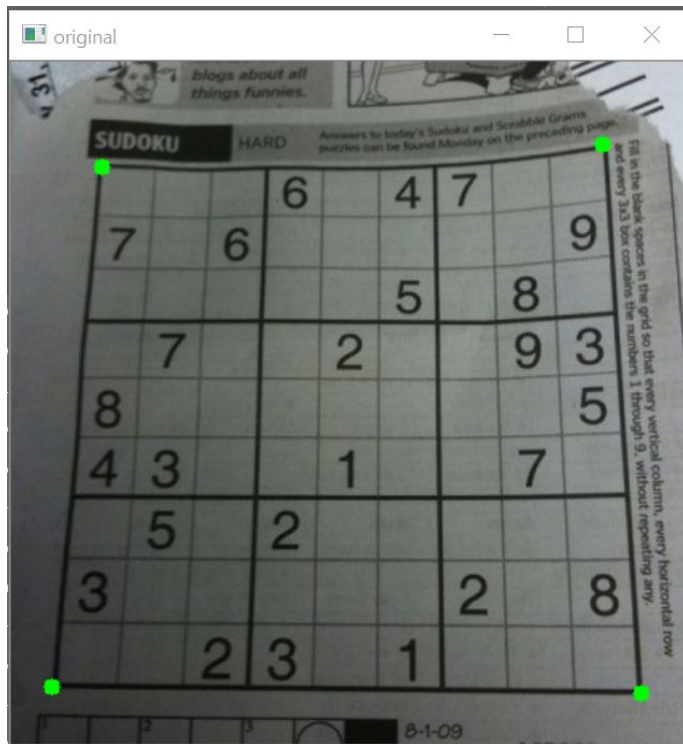 original
31,
blogs about all
things funnies.
SUDOKU HARD
Answers to today's Sudoku and Scrabble Grams
puzzles can be found Monday on the preceding page.
Fill in the blank spaces in the grid so that every vertical column, every horizontal row
and every 3x3 box contains the numbers 1 through 9, without repeating any.
6 4 7
7 6 9
5 8
7 2 9 3
8 5
4 3 1 7
5 2
3 2 8
2 3 1
1 2 3
8-1-09